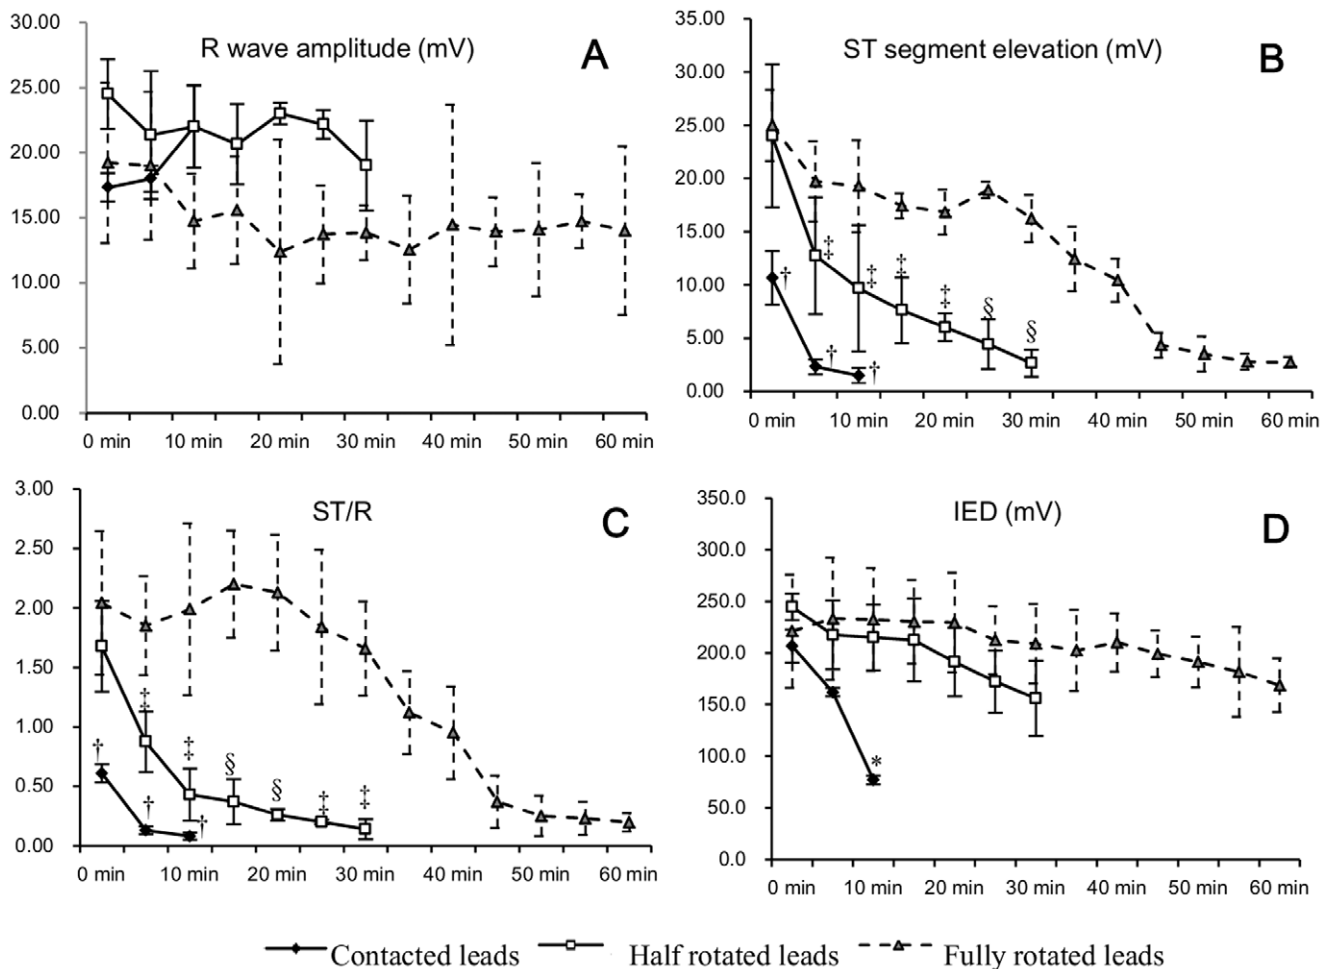 R wave amplitude (mV)
A
30.00
25.00
20.00
15.00
10.00
5.00
0.00
0 min 10 min 20 min 30 min 40 min 50 min 60 min
ST segment elevation (mV)
B
35.00
30.00
25.00
20.00
15.00
10.00
5.00
0.00
† † † ‡ ‡ ‡ ‡ § §
0 min 10 min 20 min 30 min 40 min 50 min 60 min
ST/R
C
3.00
2.50
2.00
1.50
1.00
0.50
0.00
† † † ‡ ‡ § § ‡ ‡
0 min 10 min 20 min 30 min 40 min 50 min 60 min
IED (mV)
D
350.0
300.0
250.0
200.0
150.0
100.0
50.0
0.0
*
0 min 10 min 20 min 30 min 40 min 50 min 60 min
Contacted leads Half rotated leads Fully rotated leads